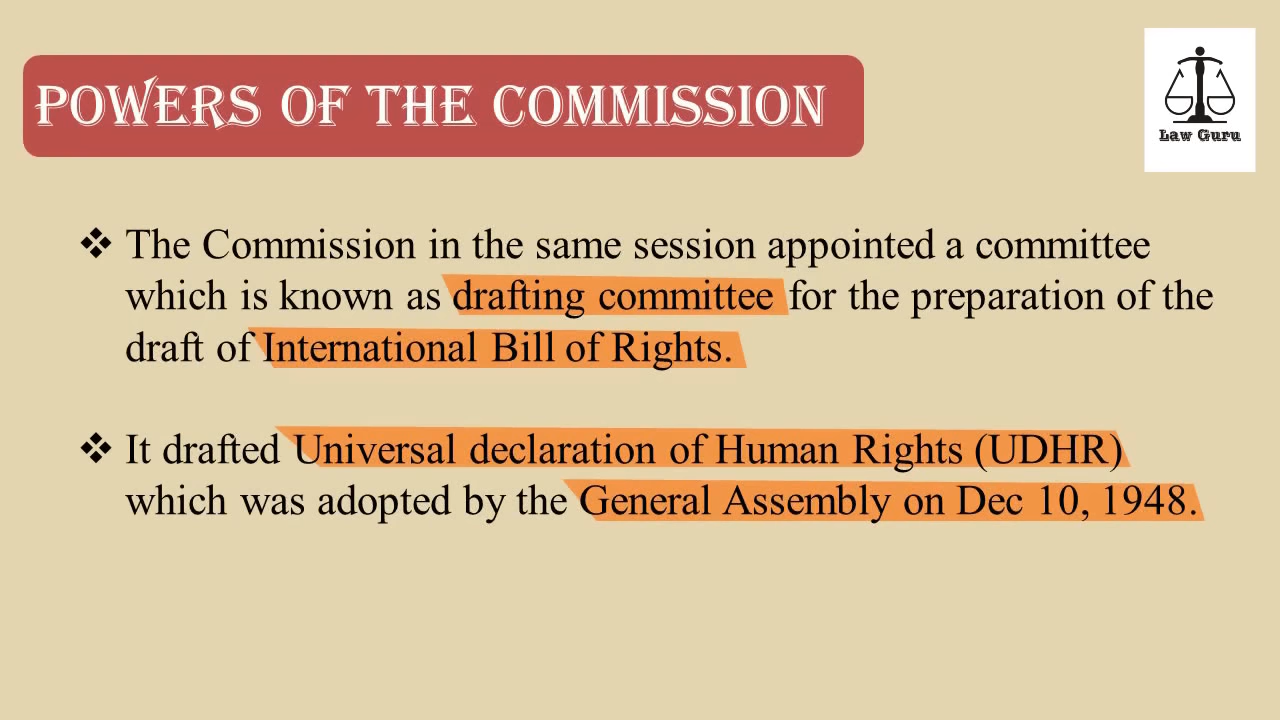 POWERS OF THE COMMISSION
Law Guru
❖ The Commission in the same session appointed a committee
which is known as drafting committee for the preparation of the
draft of International Bill of Rights.
❖ It drafted Universal declaration of Human Rights (UDHR)
which was adopted by the General Assembly on Dec 10, 1948.